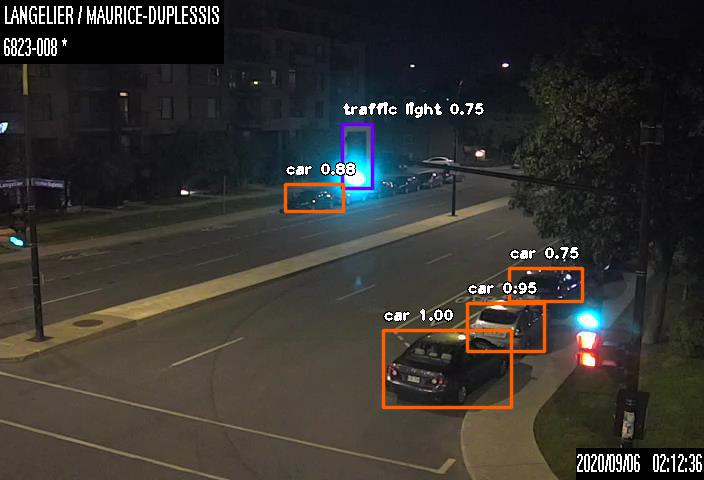 LANGELIER / MAURICE-DUPLESSIS
6823-008 *
traffic light 0.75
car 0.88
Langelier
car 0.75
car 0.95
car 1.00
2020/09/06 02:12:36